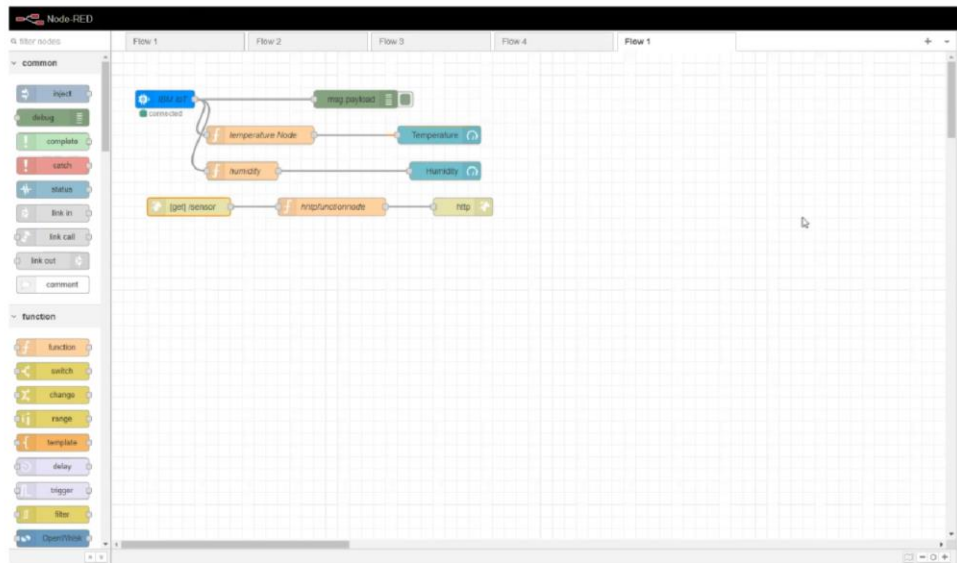 Node-RED
filter nodes
Flow 1
Flow 2
Flow 3
Flow 4
Flow 1
common
inject
debug
complete
catch
status
link in
link call
link out
comment
function
function
switch
change
range
template
delay
trigger
filter
IBM IoT
connected
msg.payload
temperature Node
Temperature
humidity
Humidity
[get] /sensor
http